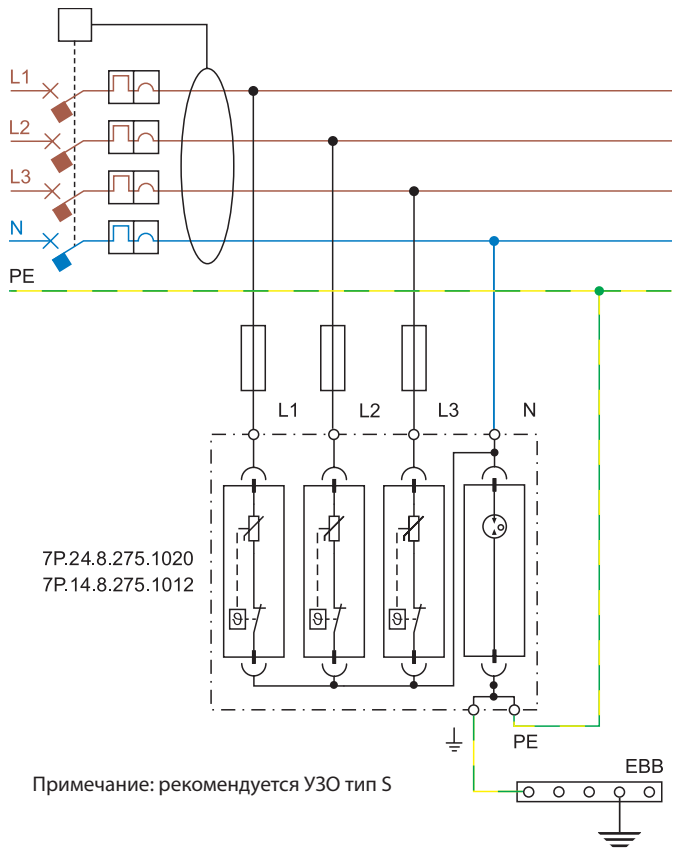 L1
L2
L3
N
PE
L1 L2 L3 N
7P.24.8.275.1020
7P.14.8.275.1012
ϑ ϑ ϑ
PE
EBB
Примечание: рекомендуется УЗО тип S